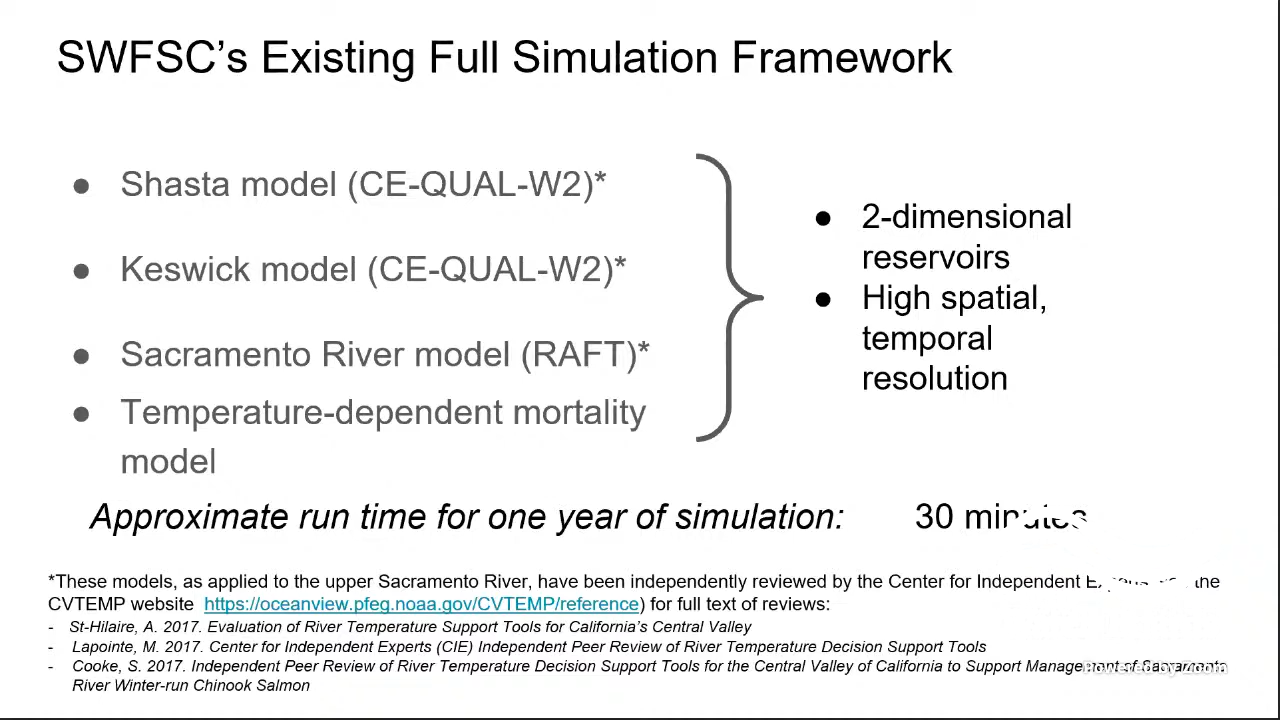 SWFSC's Existing Full Simulation Framework
● Shasta model (CE-QUAL-W2)*
● Keswick model (CE-QUAL-W2)*
● Sacramento River model (RAFT)*
● Temperature-dependent mortality
model
● 2-dimensional
reservoirs
● High spatial,
temporal
resolution
Approximate run time for one year of simulation: 30 minutes
*These models, as applied to the upper Sacramento River, have been independently reviewed by the Center for Independent the
CVTEMP website https://oceanview.pfeg.noaa.gov/CVTEMP/reference) for full text of reviews:
- St-Hilaire, A. 2017. Evaluation of River Temperature Support Tools for California's Central Valley
- Lapointe, M. 2017. Center for Independent Experts (CIE) Independent Peer Review of River Temperature Decision Support Tools
- Cooke, S. 2017. Independent Peer Review of River Temperature Decision Support Tools for the Central Valley of California to Support Management of Sacramento
River Winter-run Chinook Salmon
Powered by Zoom